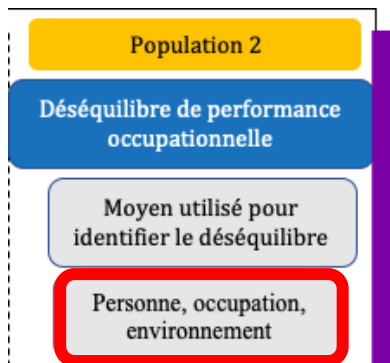 Population 2
Déséquilibre de performance
occupationnelle
Moyen utilisé pour
identifier le déséquilibre
Personne, occupation,
environnement